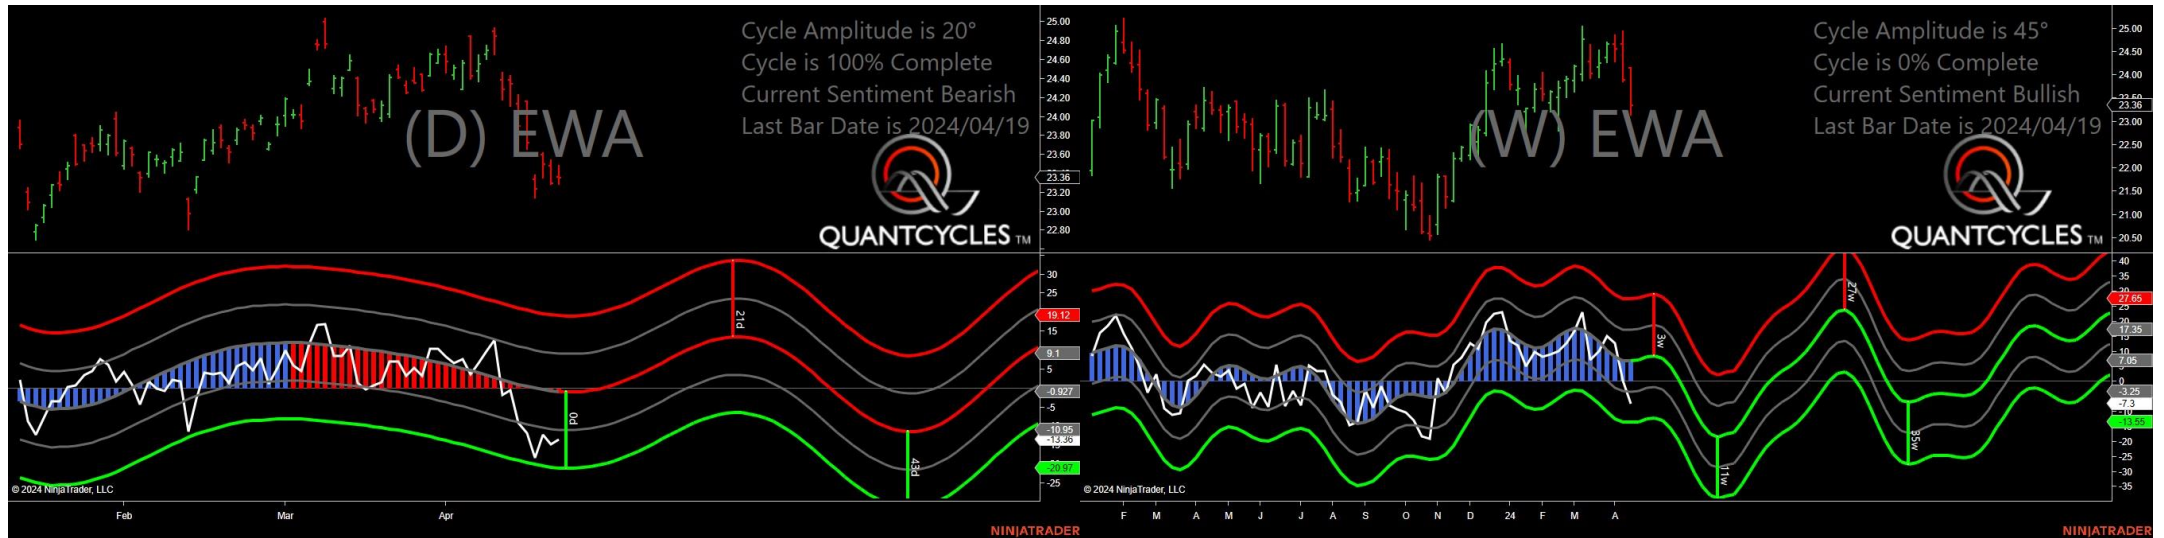 Cycle Amplitude is 20°
Cycle is 100% Complete
Current Sentiment Bearish
Last Bar Date is 2024/04/19
(D) EWA
QUANTCYCLES TM
25.00
24.80
24.60
24.40
24.20
24.00
23.80
23.60
23.36
23.20
23.00
22.80
30
25
19.12
15
9.1
5
-0.927
-5
-10.95
-13.36
-20.97
-25
21d
0d
43d
© 2024 NinjaTrader, LLC
Feb
Mar
Apr
NINJATRADER
Cycle Amplitude is 45°
Cycle is 0% Complete
Current Sentiment Bullish
Last Bar Date is 2024/04/19
(W) EWA
QUANTCYCLES TM
25.00
24.50
24.00
23.50
23.36
23.00
22.50
22.00
21.50
21.00
20.50
40
35
27.65
17.35
10
7.05
0
-3.25
-7.3
-13.55
-20
-25
-30
-35
3w
11w
27w
35w
© 2024 NinjaTrader, LLC
F
M
A
M
J
J
A
S
O
N
D
24
F
M
A
NINJATRADER